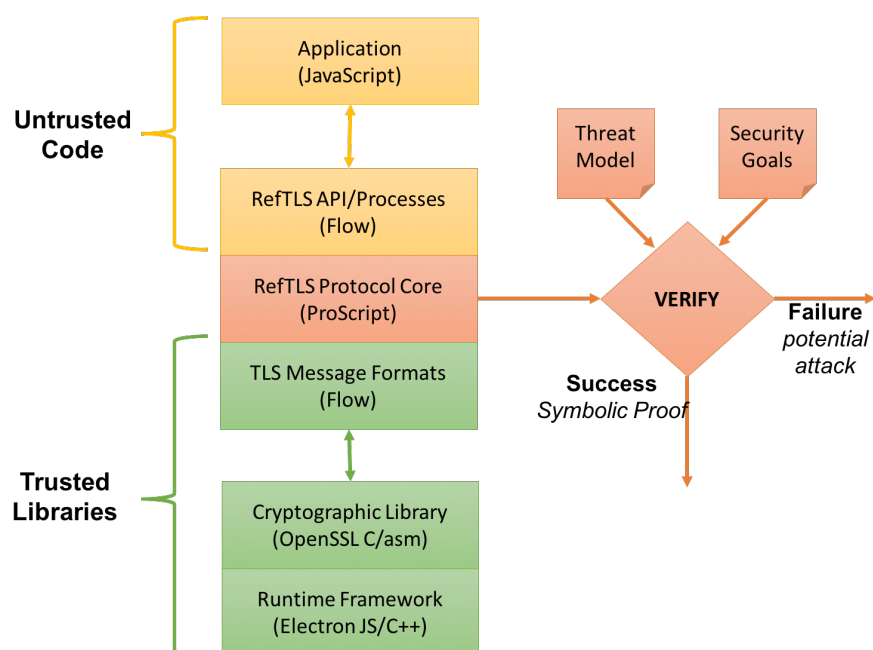 Application
(JavaScript)
Untrusted
Code
RefTLS API/Processes
(Flow)
RefTLS Protocol Core
(ProScript)
TLS Message Formats
(Flow)
Trusted
Libraries
Cryptographic Library
(OpenSSL C/asm)
Runtime Framework
(Electron JS/C++)
Threat
Model
Security
Goals
VERIFY
Failure
potential
attack
Success
Symbolic Proof